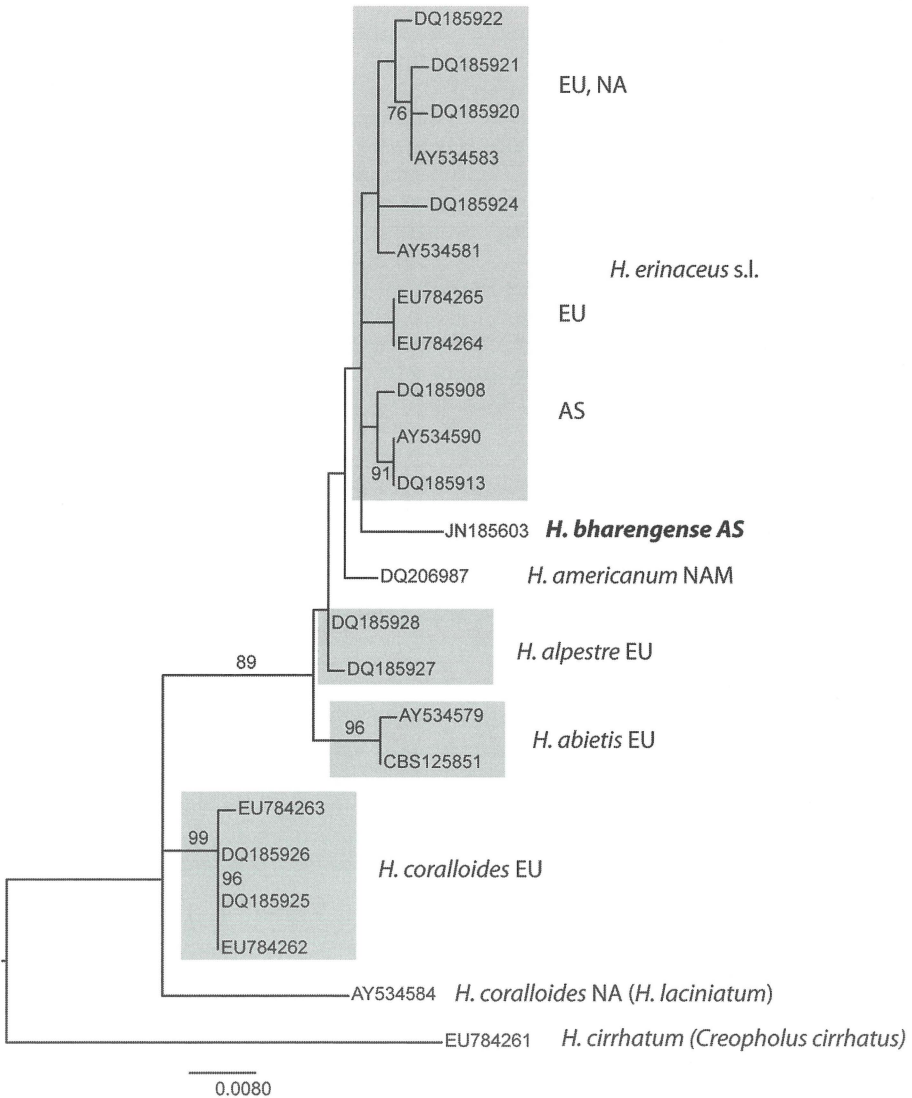 DQ185922
DQ185921
EU, NA
DQ185920
76
AY534583
DQ185924
AY534581
H. erinaceus s.l.
EU784265
EU
EU784264
DQ185908
AS
AY534590
91
DQ185913
JN185603 H. bharengense AS
DQ206987 H. americanum NAM
DQ185928
H. alpestre EU
89
DQ185927
AY534579
96
H. abietis EU
CBS125851
EU784263
99
DQ185926
H. coralloides EU
96
DQ185925
EU784262
AY534584 H. coralloides NA (H. laciniatum)
EU784261 H. cirrhatum (Creopholus cirrhatus)
0.0080